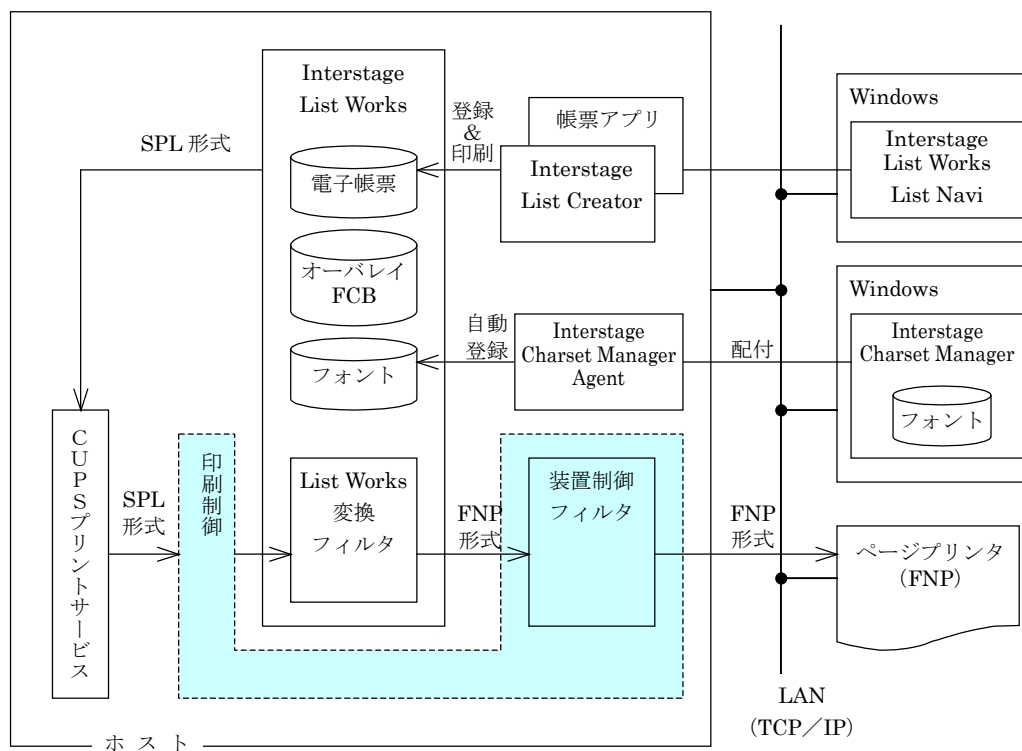 Interstage
List Works
電子帳票
オーバレイ
FCB
フォント
List Works
変換
フィルタ
SPL 形式
登録
&
印刷
帳票アプリ
Interstage
List Creator
自動
登録
Interstage
Charset Manager
Agent
配付
Windows
Interstage
List Works
List Navi
Windows
Interstage
Charset Manager
フォント
CUPSプリントサービス
SPL
形式
印刷制御
FNP
形式
装置制御
フィルタ
FNP
形式
ページプリンタ
(FNP)
LAN
(TCP/IP)
ホスト